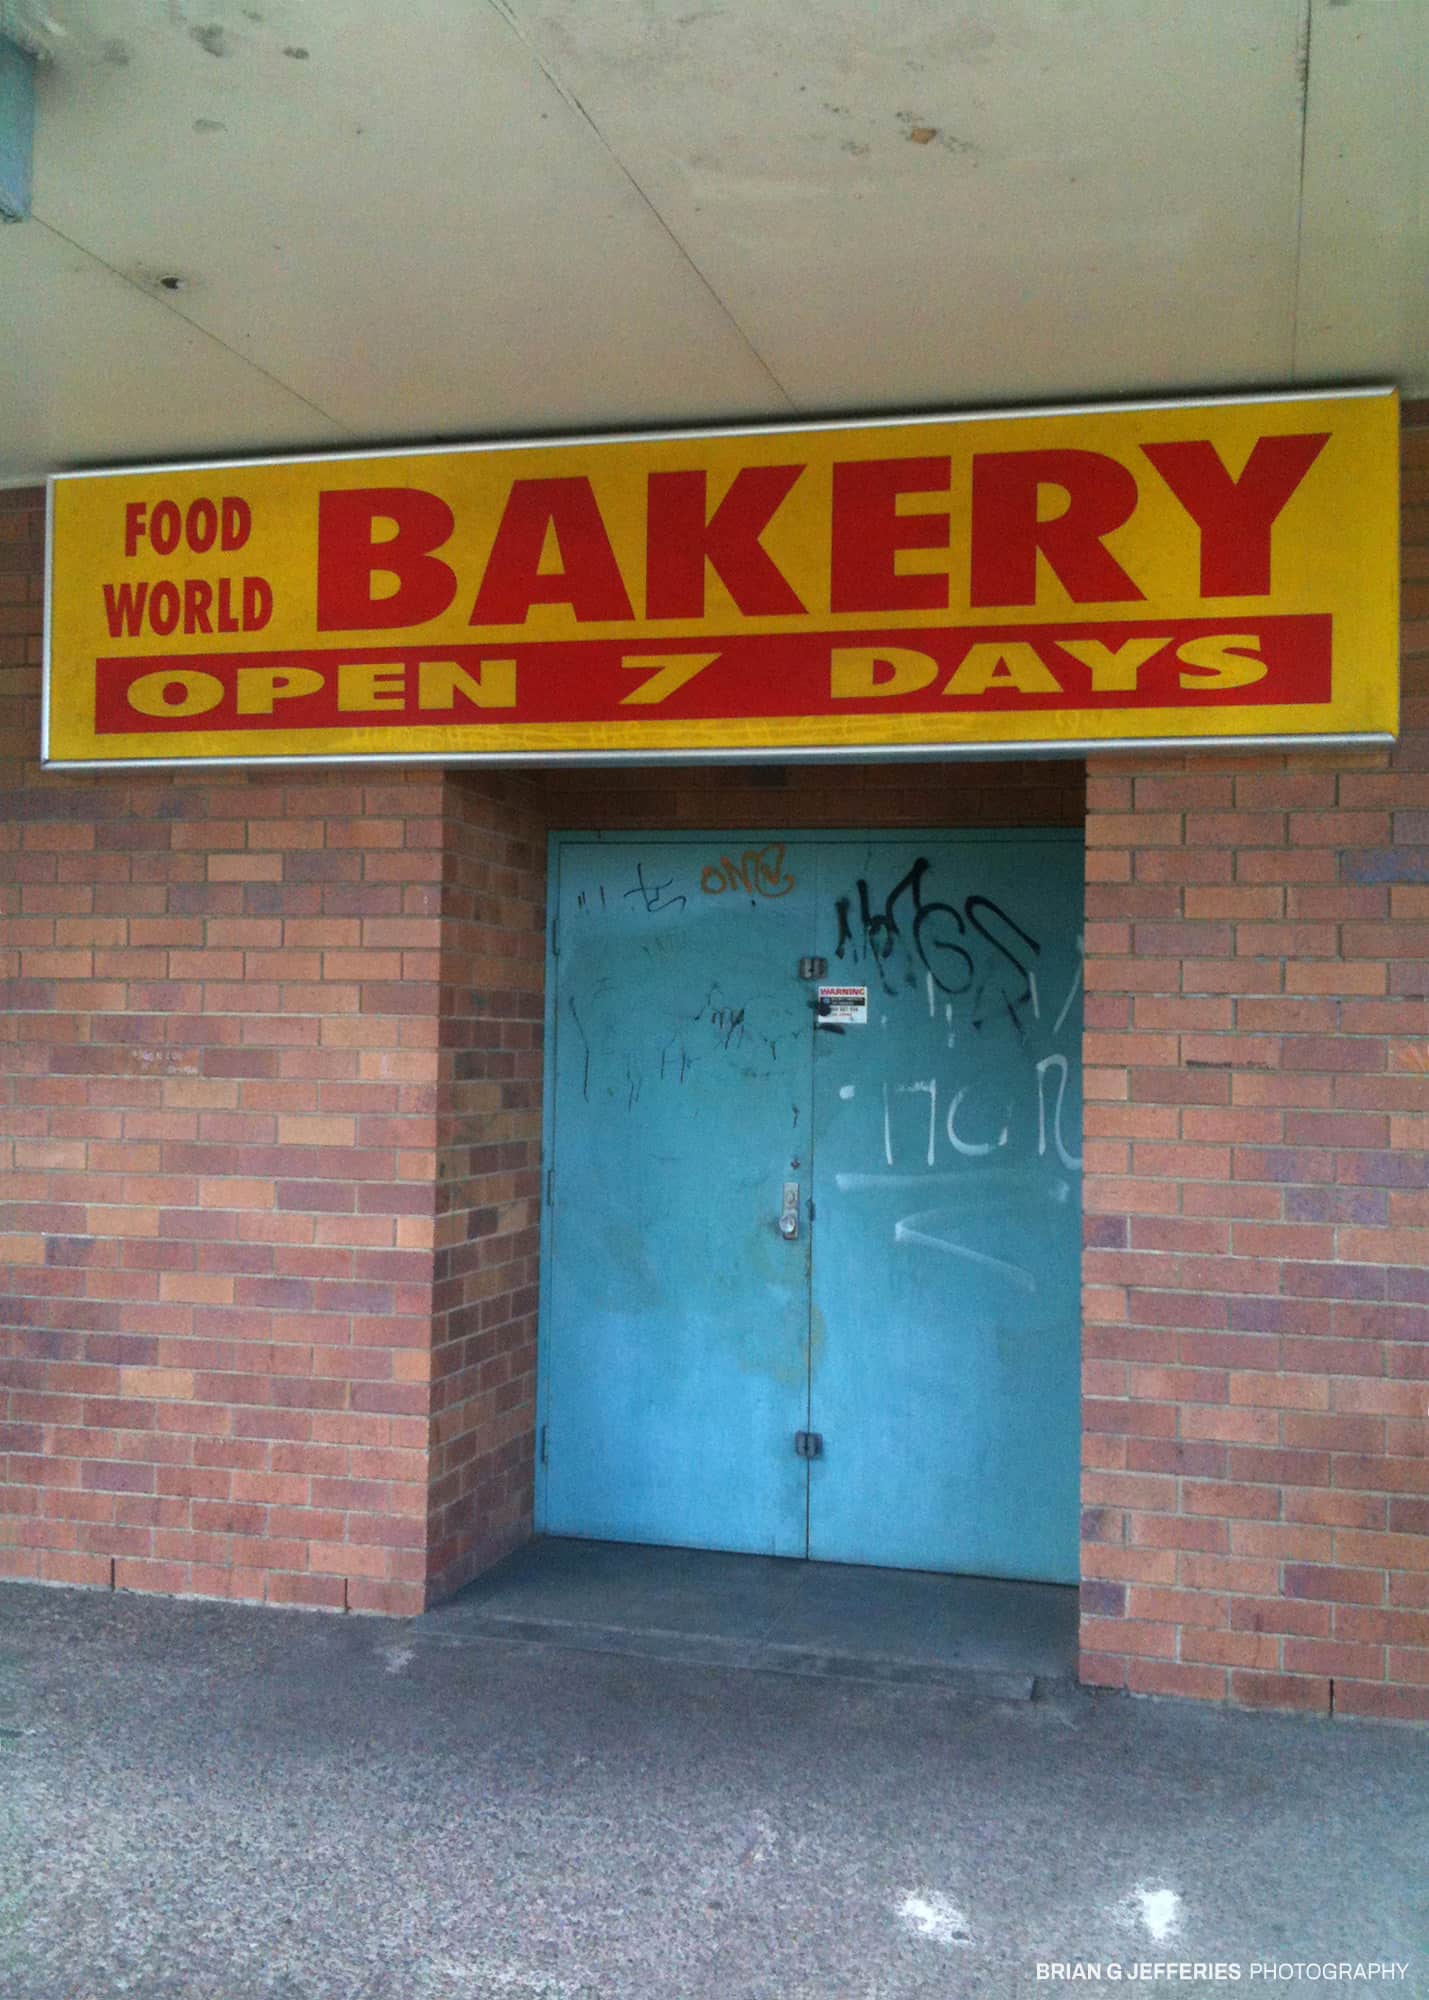 FOOD
WORLD
BAKERY
OPEN 7 DAYS
WARNING
BRIAN G JEFFERIES PHOTOGRAPHY